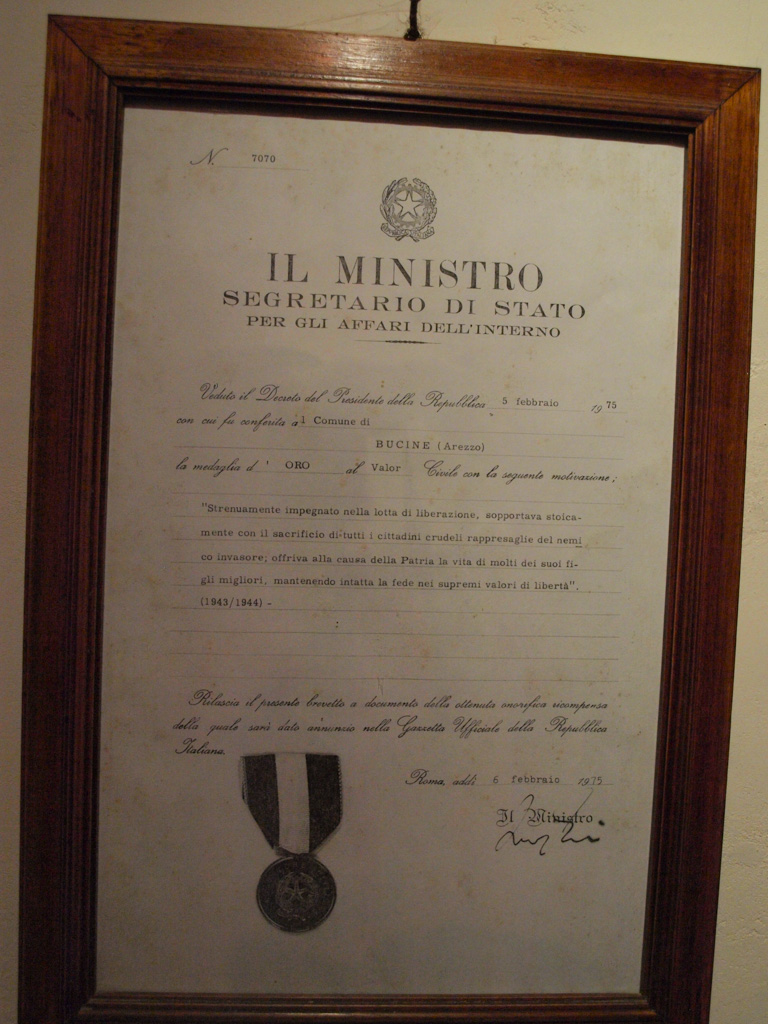 N. 7070
IL MINISTRO
SEGRETARIO DI STATO
PER GLI AFFARI DELL'INTERNO
Veduto il Decreto del Presidente della Repubblica 5 febbraio 1975
con cui fu conferita al Comune di
BUCINE (Arezzo)
la medaglia d'ORO al Valor Civile con la seguente motivazione;
"Strenuamente impegnato nella lotta di liberazione, sopportava stoica-
mente con il sacrificio di tutti i cittadini crudeli rappresaglie del nemi
co invasore; offriva alla causa della Patria la vita di molti dei suoi fi-
gli migliori, mantenendo intatta la fede nei supremi valori di libertà".
(1943/1944) -
Rilascia il presente brevetto a documento della ottenuta onorifica ricompensa
della quale sarà dato annunzio nella Gazzetta Ufficiale della Repubblica
Italiana.
Roma, addì 6 febbraio 1975
Il Ministro